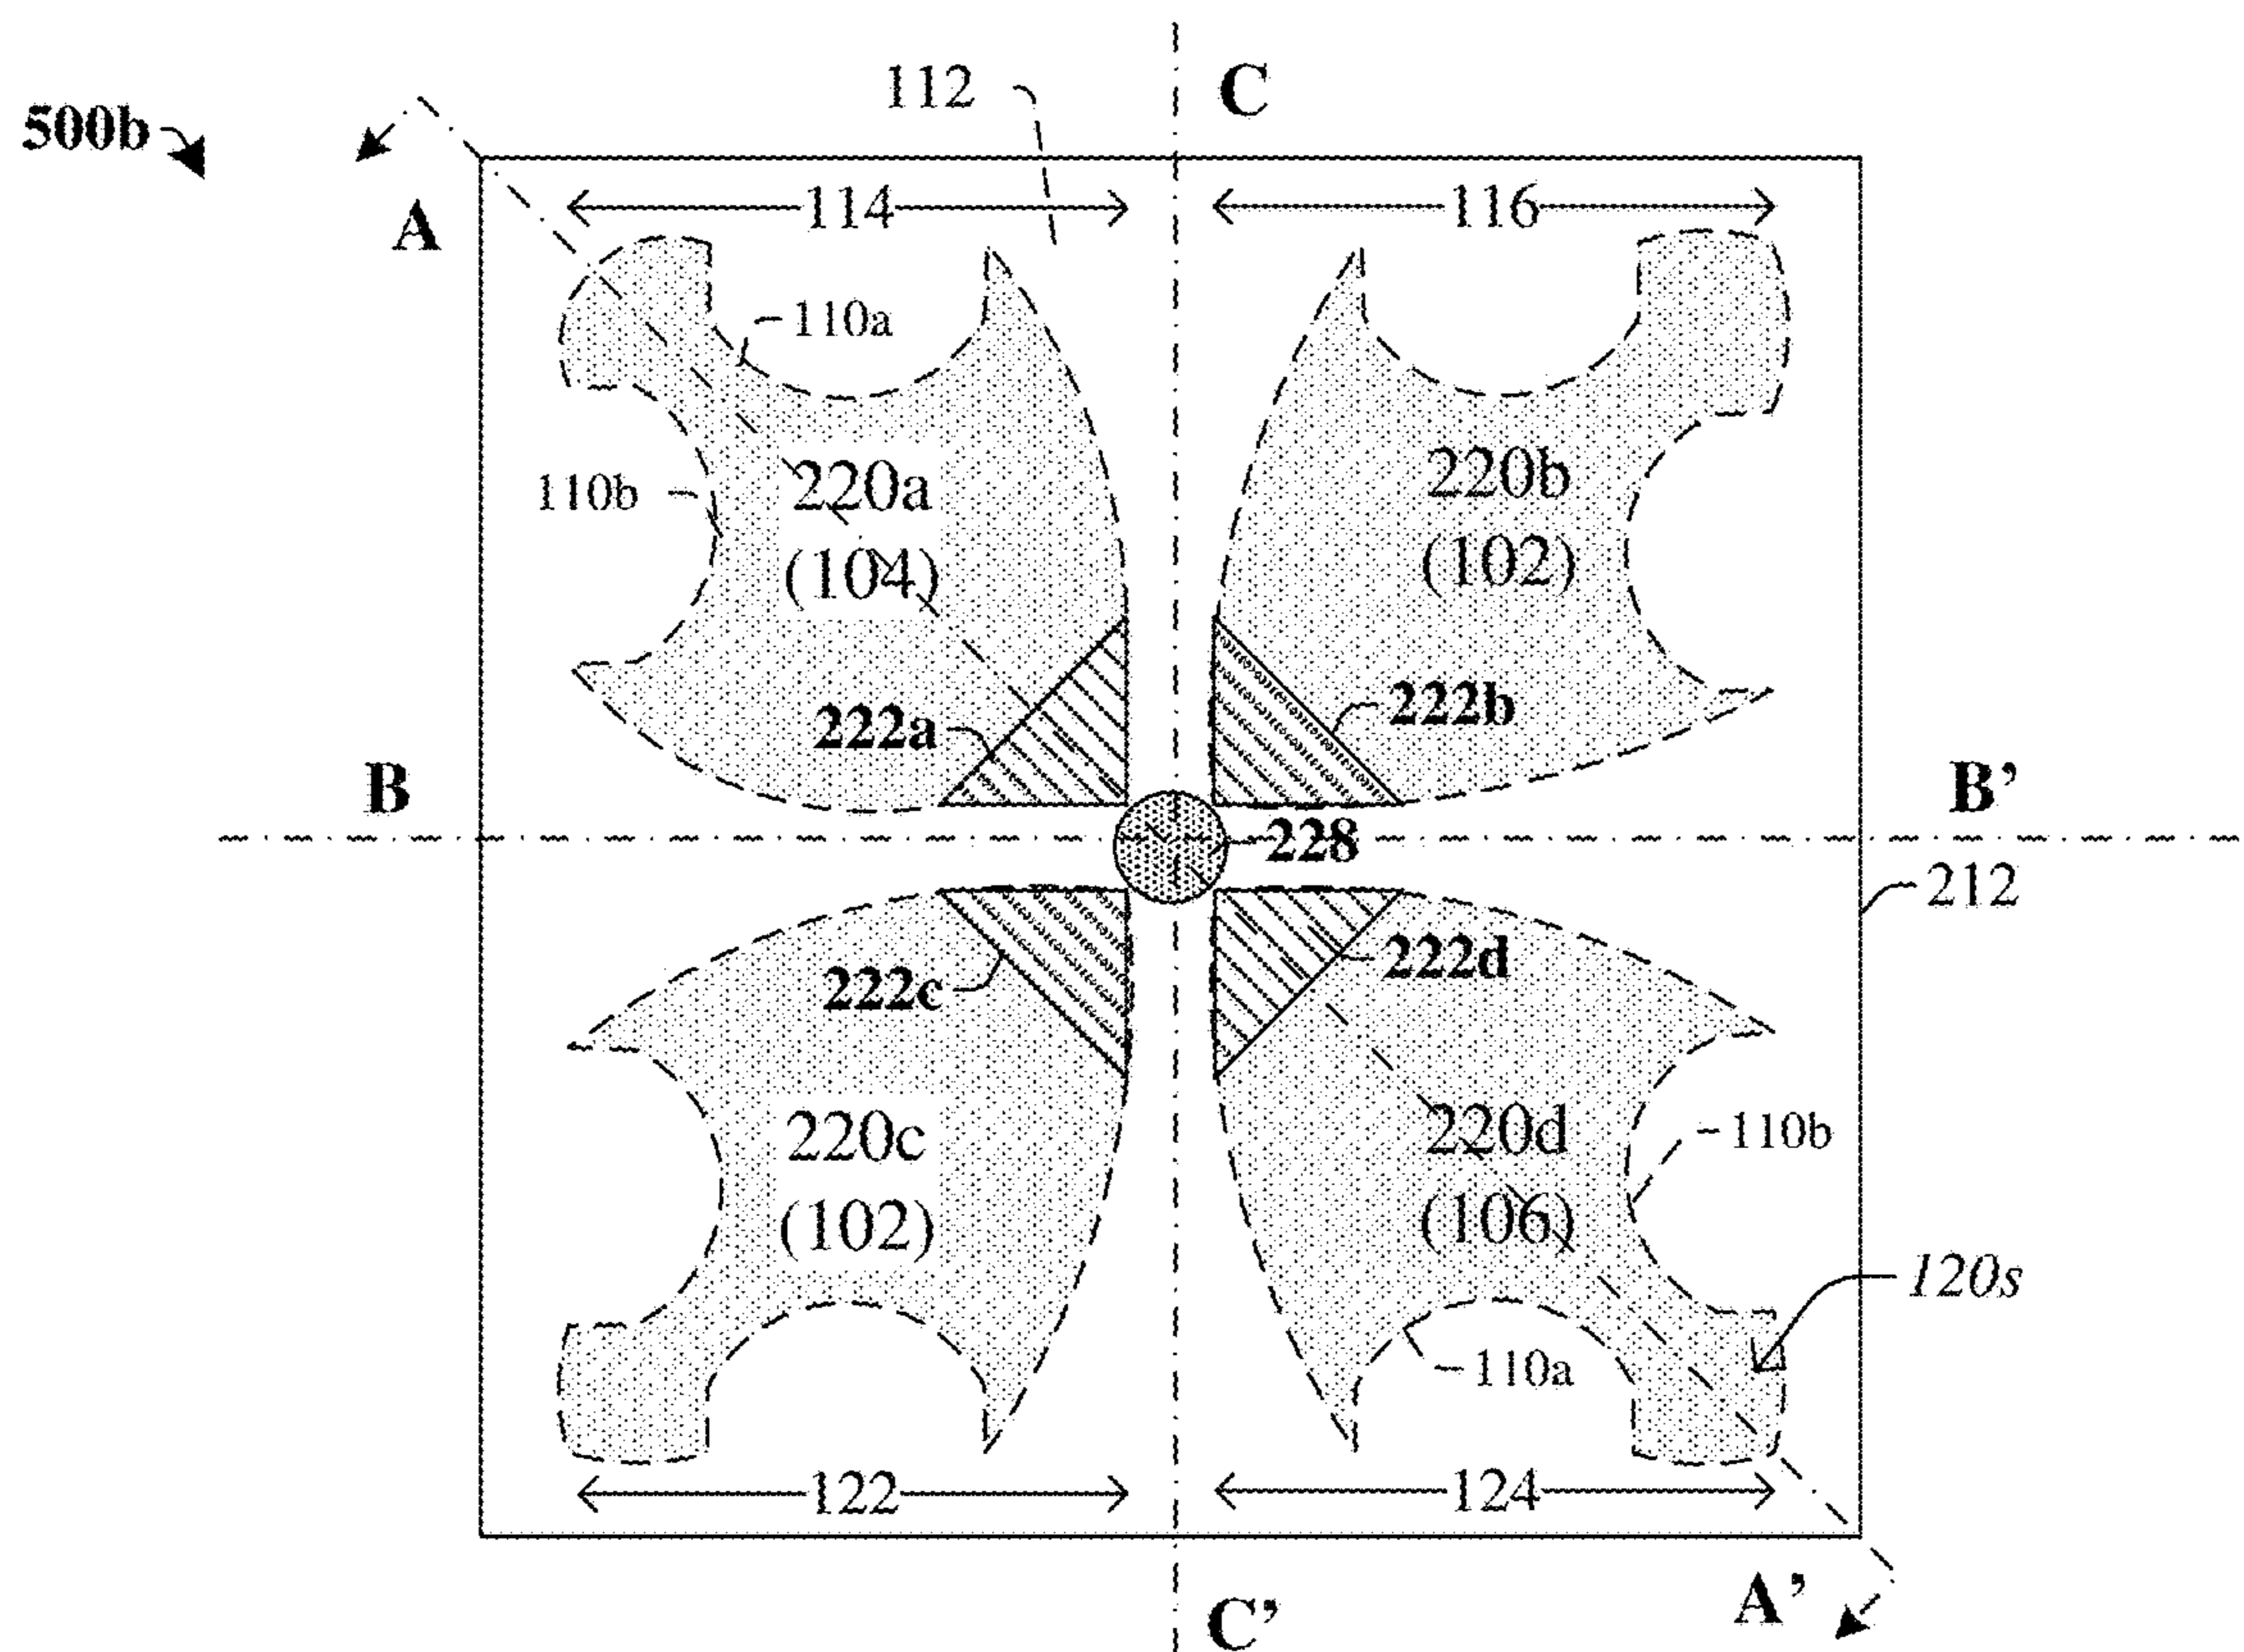 112
C
500b
A
114
116
110a
110b
220a
(104)
220b
(102)
222a
222b
B
B’
228
212
222c
222d
220c
(102)
220d
(106)
110b
120s
110a
122
124
A’
C’